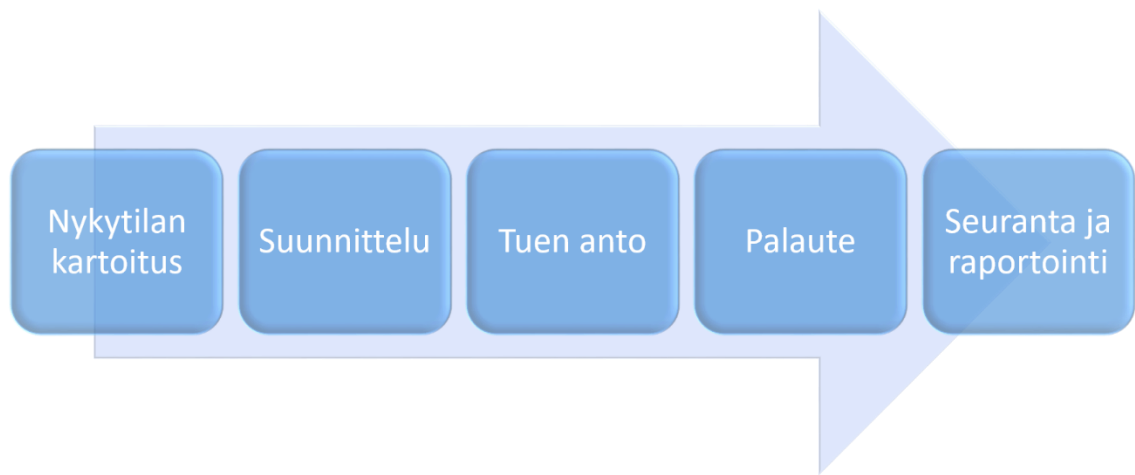 Nykytilan
kartoitus
Suunnittelu
Tuen anto
Palaute
Seuranta ja
raportointi